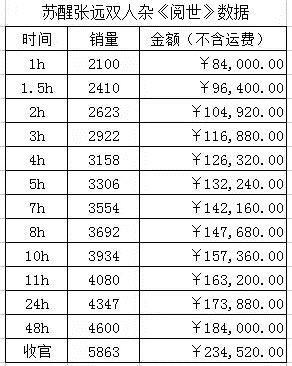 苏醒张远双人杂《阅世》数据
时间 销量 金额（不含运费）
1h 2100 ￥84,000.00
1.5h 2410 ￥96,400.00
2h 2623 ￥104,920.00
3h 2922 ￥116,880.00
4h 3158 ￥126,320.00
5h 3306 ￥132,240.00
7h 3554 ￥142,160.00
8h 3692 ￥147,680.00
10h 3934 ￥157,360.00
11h 4080 ￥163,200.00
24h 4347 ￥173,880.00
48h 4600 ￥184,000.00
收官 5863 ￥234,520.00